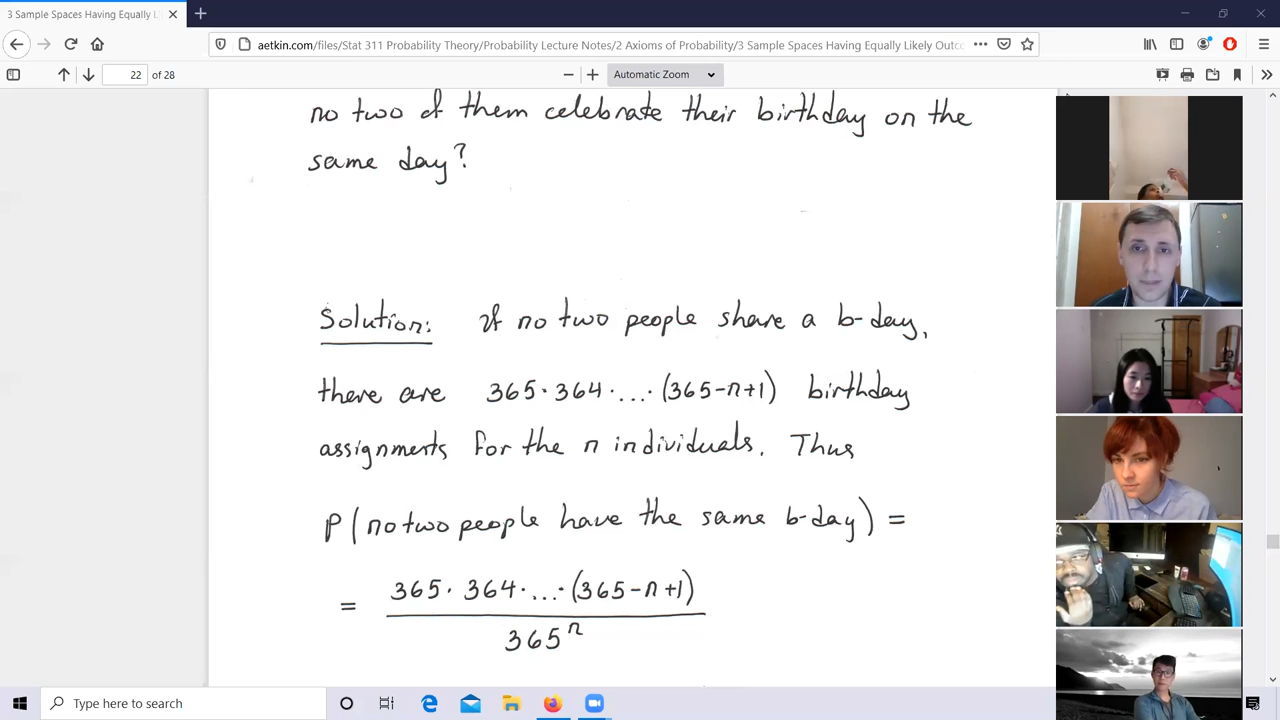 3 Sample Spaces Having Equally Li
aetkin.com/files/Stat 311 Probability Theory/Probability Lecture Notes/2 Axioms of Probability/3 Sample Spaces Having Equally Likely Outco
22 of 28
Automatic Zoom
no two of them celebrate their birthday on the
same day?
Solution: if no two people share a b-day,
there are 365·364·...·(365-n+1) birthday
assignments for the n individuals. Thus
P(no two people have the same b-day) =
= 365·364·...·(365-n+1)
365ⁿ
Type here to search